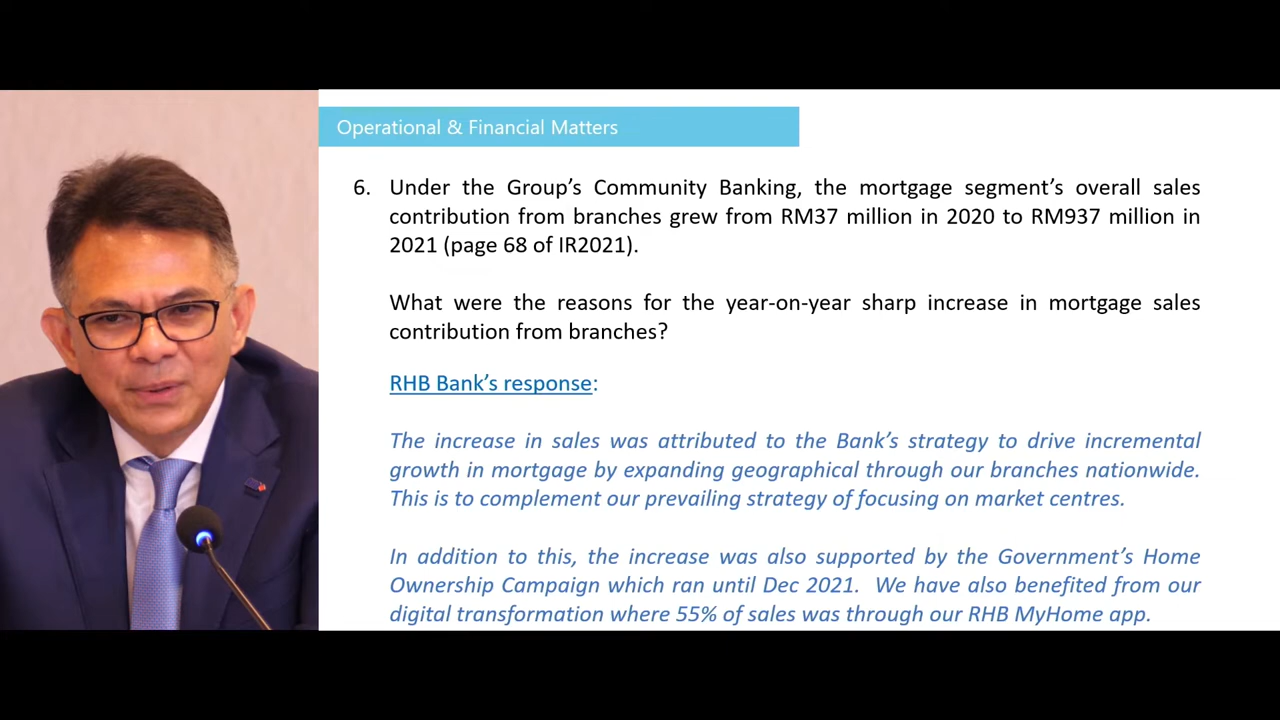 Operational & Financial Matters
6. Under the Group's Community Banking, the mortgage segment's overall sales
contribution from branches grew from RM37 million in 2020 to RM937 million in
2021 (page 68 of IR2021).
What were the reasons for the year-on-year sharp increase in mortgage sales
contribution from branches?
RHB Bank's response:
The increase in sales was attributed to the Bank's strategy to drive incremental
growth in mortgage by expanding geographical through our branches nationwide.
This is to complement our prevailing strategy of focusing on market centres.
In addition to this, the increase was also supported by the Government's Home
Ownership Campaign which ran until Dec 2021. We have also benefited from our
digital transformation where 55% of sales was through our RHB MyHome app.